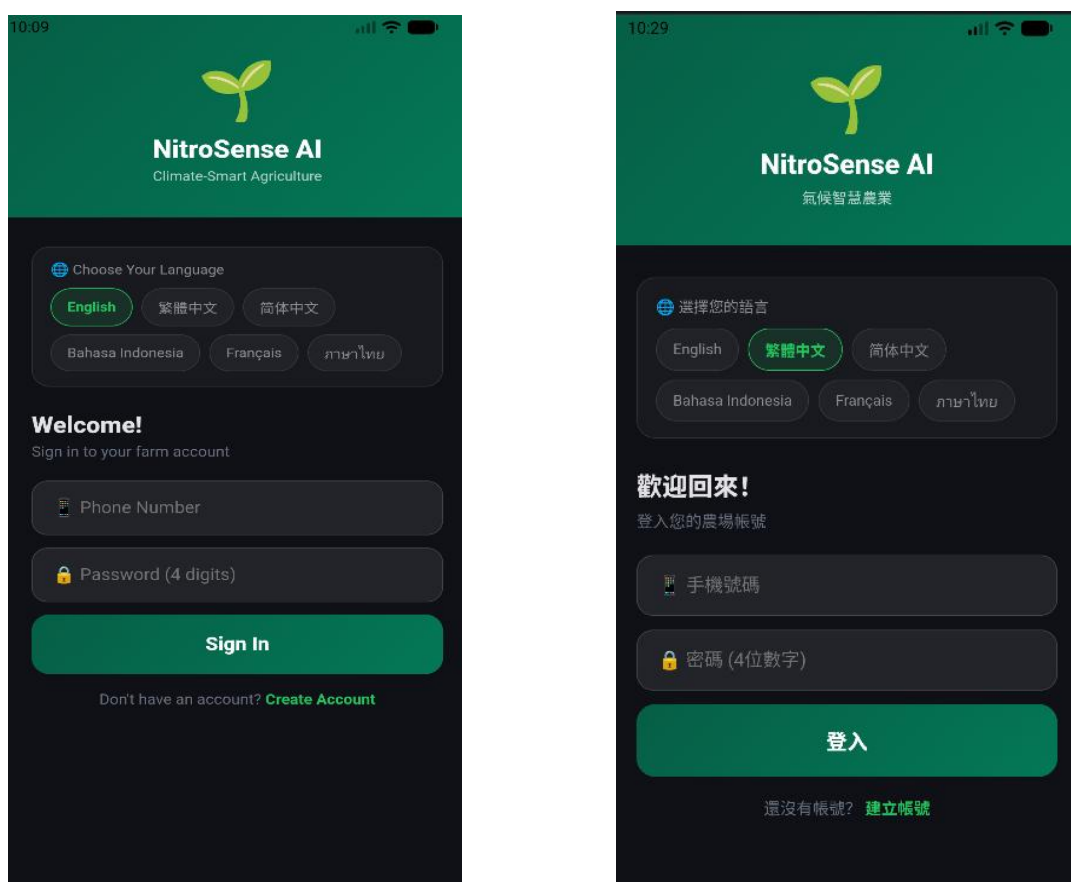 10:09
NitroSense AI
Climate-Smart Agriculture
Choose Your Language
English 繁體中文 简体中文
Bahasa Indonesia Français ภาษาไทย
Welcome!
Sign in to your farm account
Phone Number
Password (4 digits)
Sign In
Don't have an account? Create Account
10:29
NitroSense AI
氣候智慧農業
選擇您的語言
English 繁體中文 简体中文
Bahasa Indonesia Français ภาษาไทย
歡迎回來!
登入您的農場帳號
手機號碼
密碼 (4位數字)
登入
還沒有帳號? 建立帳號